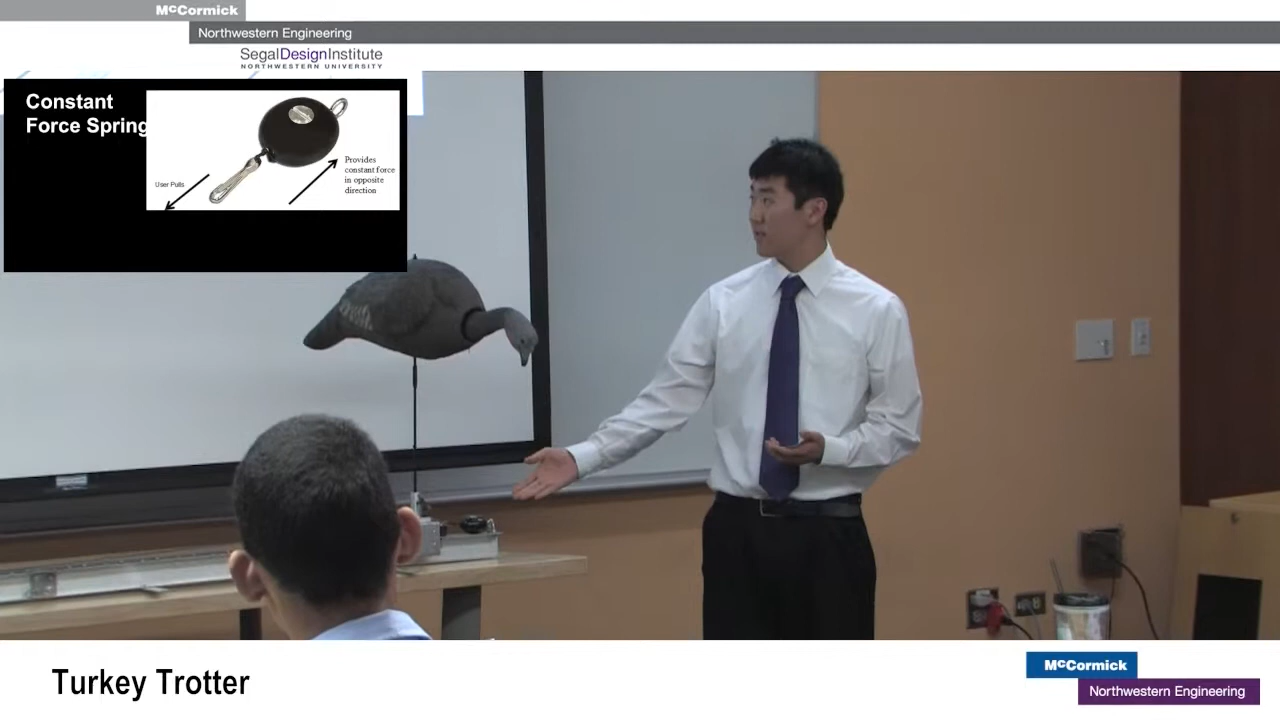 McCormick
Northwestern Engineering
SegalDesignInstitute
NORTHWESTERN UNIVERSITY
Constant
Force Spring
User Pulls
Provides
constant force
in opposite
direction
Turkey Trotter
McCormick
Northwestern Engineering